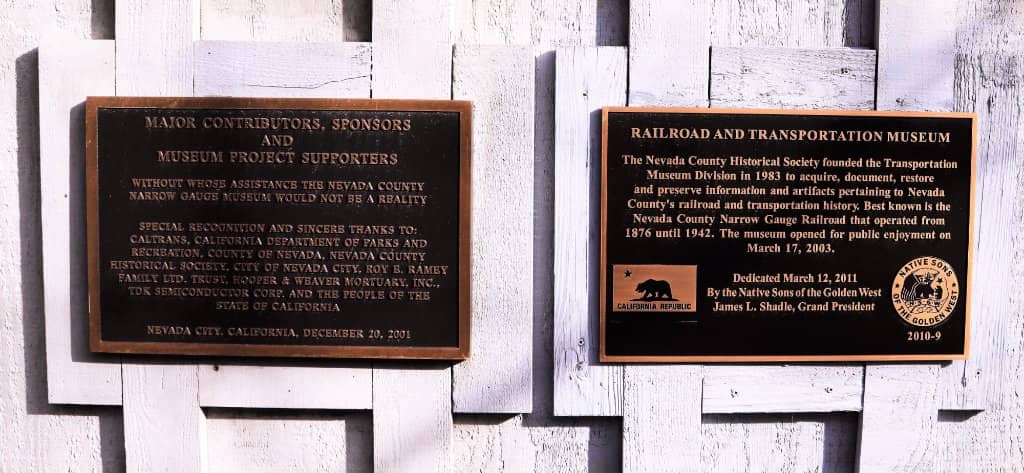 MAJOR CONTRIBUTORS, SPONSORS
AND
MUSEUM PROJECT SUPPORTERS
WITHOUT WHOSE ASSISTANCE THE NEVADA COUNTY
NARROW GAUGE MUSEUM WOULD NOT BE A REALITY
SPECIAL RECOGNITION AND SINCERE THANKS TO:
CALTRANS, CALIFORNIA DEPARTMENT OF PARKS AND
RECREATION, COUNTY OF NEVADA, NEVADA COUNTY
HISTORICAL SOCIETY, CITY OF NEVADA CITY, ROY B. RAMEY
FAMILY LTD. TRUST, HOOPER & WEAVER MORTUARY, INC.,
TDK SEMICONDUCTOR CORP. AND THE PEOPLE OF THE
STATE OF CALIFORNIA
NEVADA CITY, CALIFORNIA, DECEMBER 20, 2001
RAILROAD AND TRANSPORTATION MUSEUM
The Nevada County Historical Society founded the Transportation
Museum Division in 1983 to acquire, document, restore
and preserve information and artifacts pertaining to Nevada
County's railroad and transportation history. Best known is the
Nevada County Narrow Gauge Railroad that operated from
1876 until 1942. The museum opened for public enjoyment on
March 17, 2003.
CALIFORNIA REPUBLIC
Dedicated March 12, 2011
By the Native Sons of the Golden West
James L. Shadle, Grand President
NATIVE SONS
OF THE GOLDEN WEST
2010-9